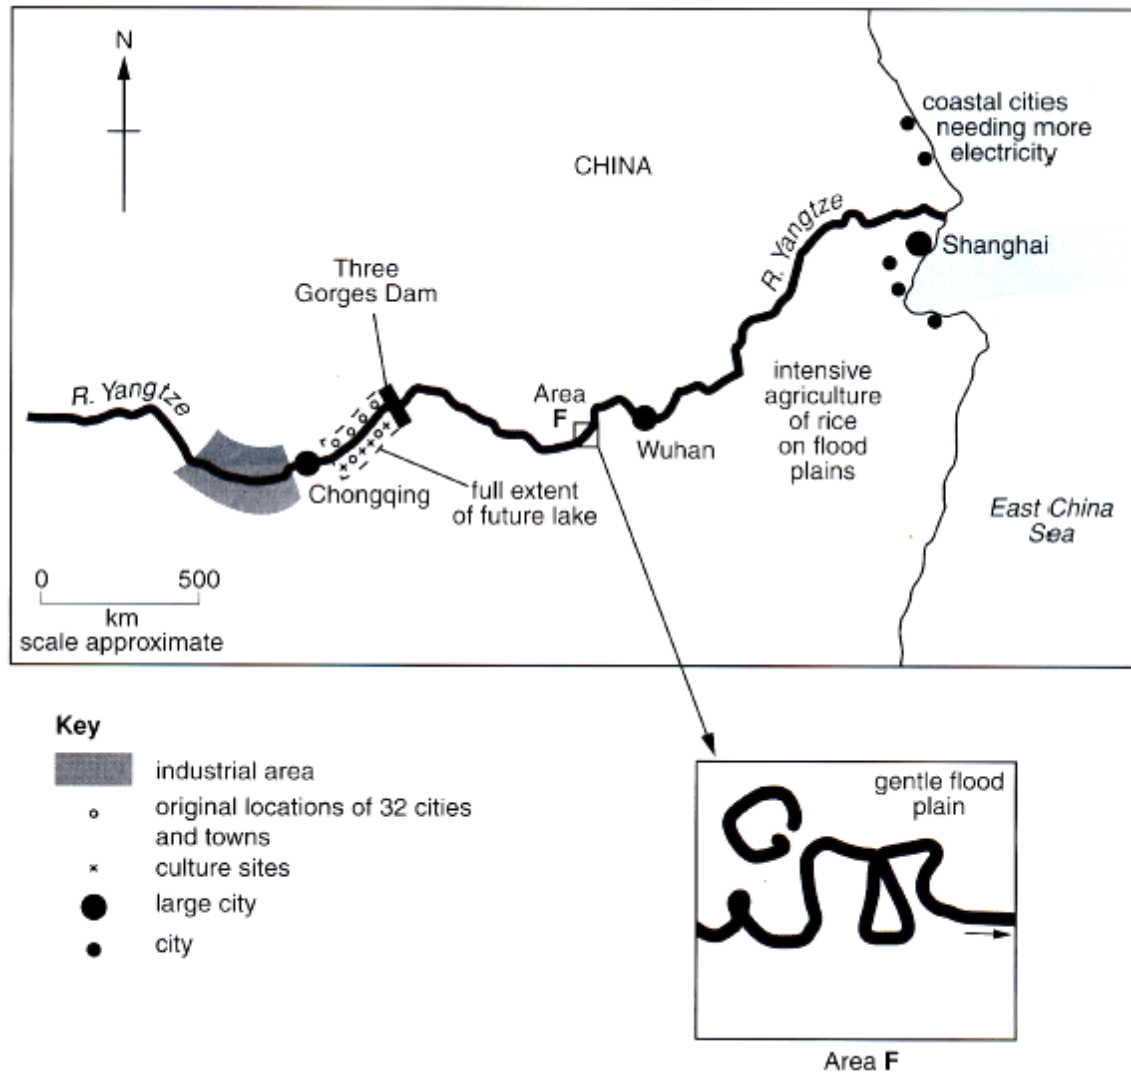 N
coastal cities
needing more
electricity
CHINA
R. Yangtze
Shanghai
Three
Gorges Dam
R. Yangtze
Area
F
intensive
agriculture
of rice
on flood
plains
Wuhan
Chongqing
full extent
of future lake
East China
Sea
0 500
km
scale approximate
Key
industrial area
original locations of 32 cities
and towns
culture sites
large city
city
gentle flood
plain
Area F